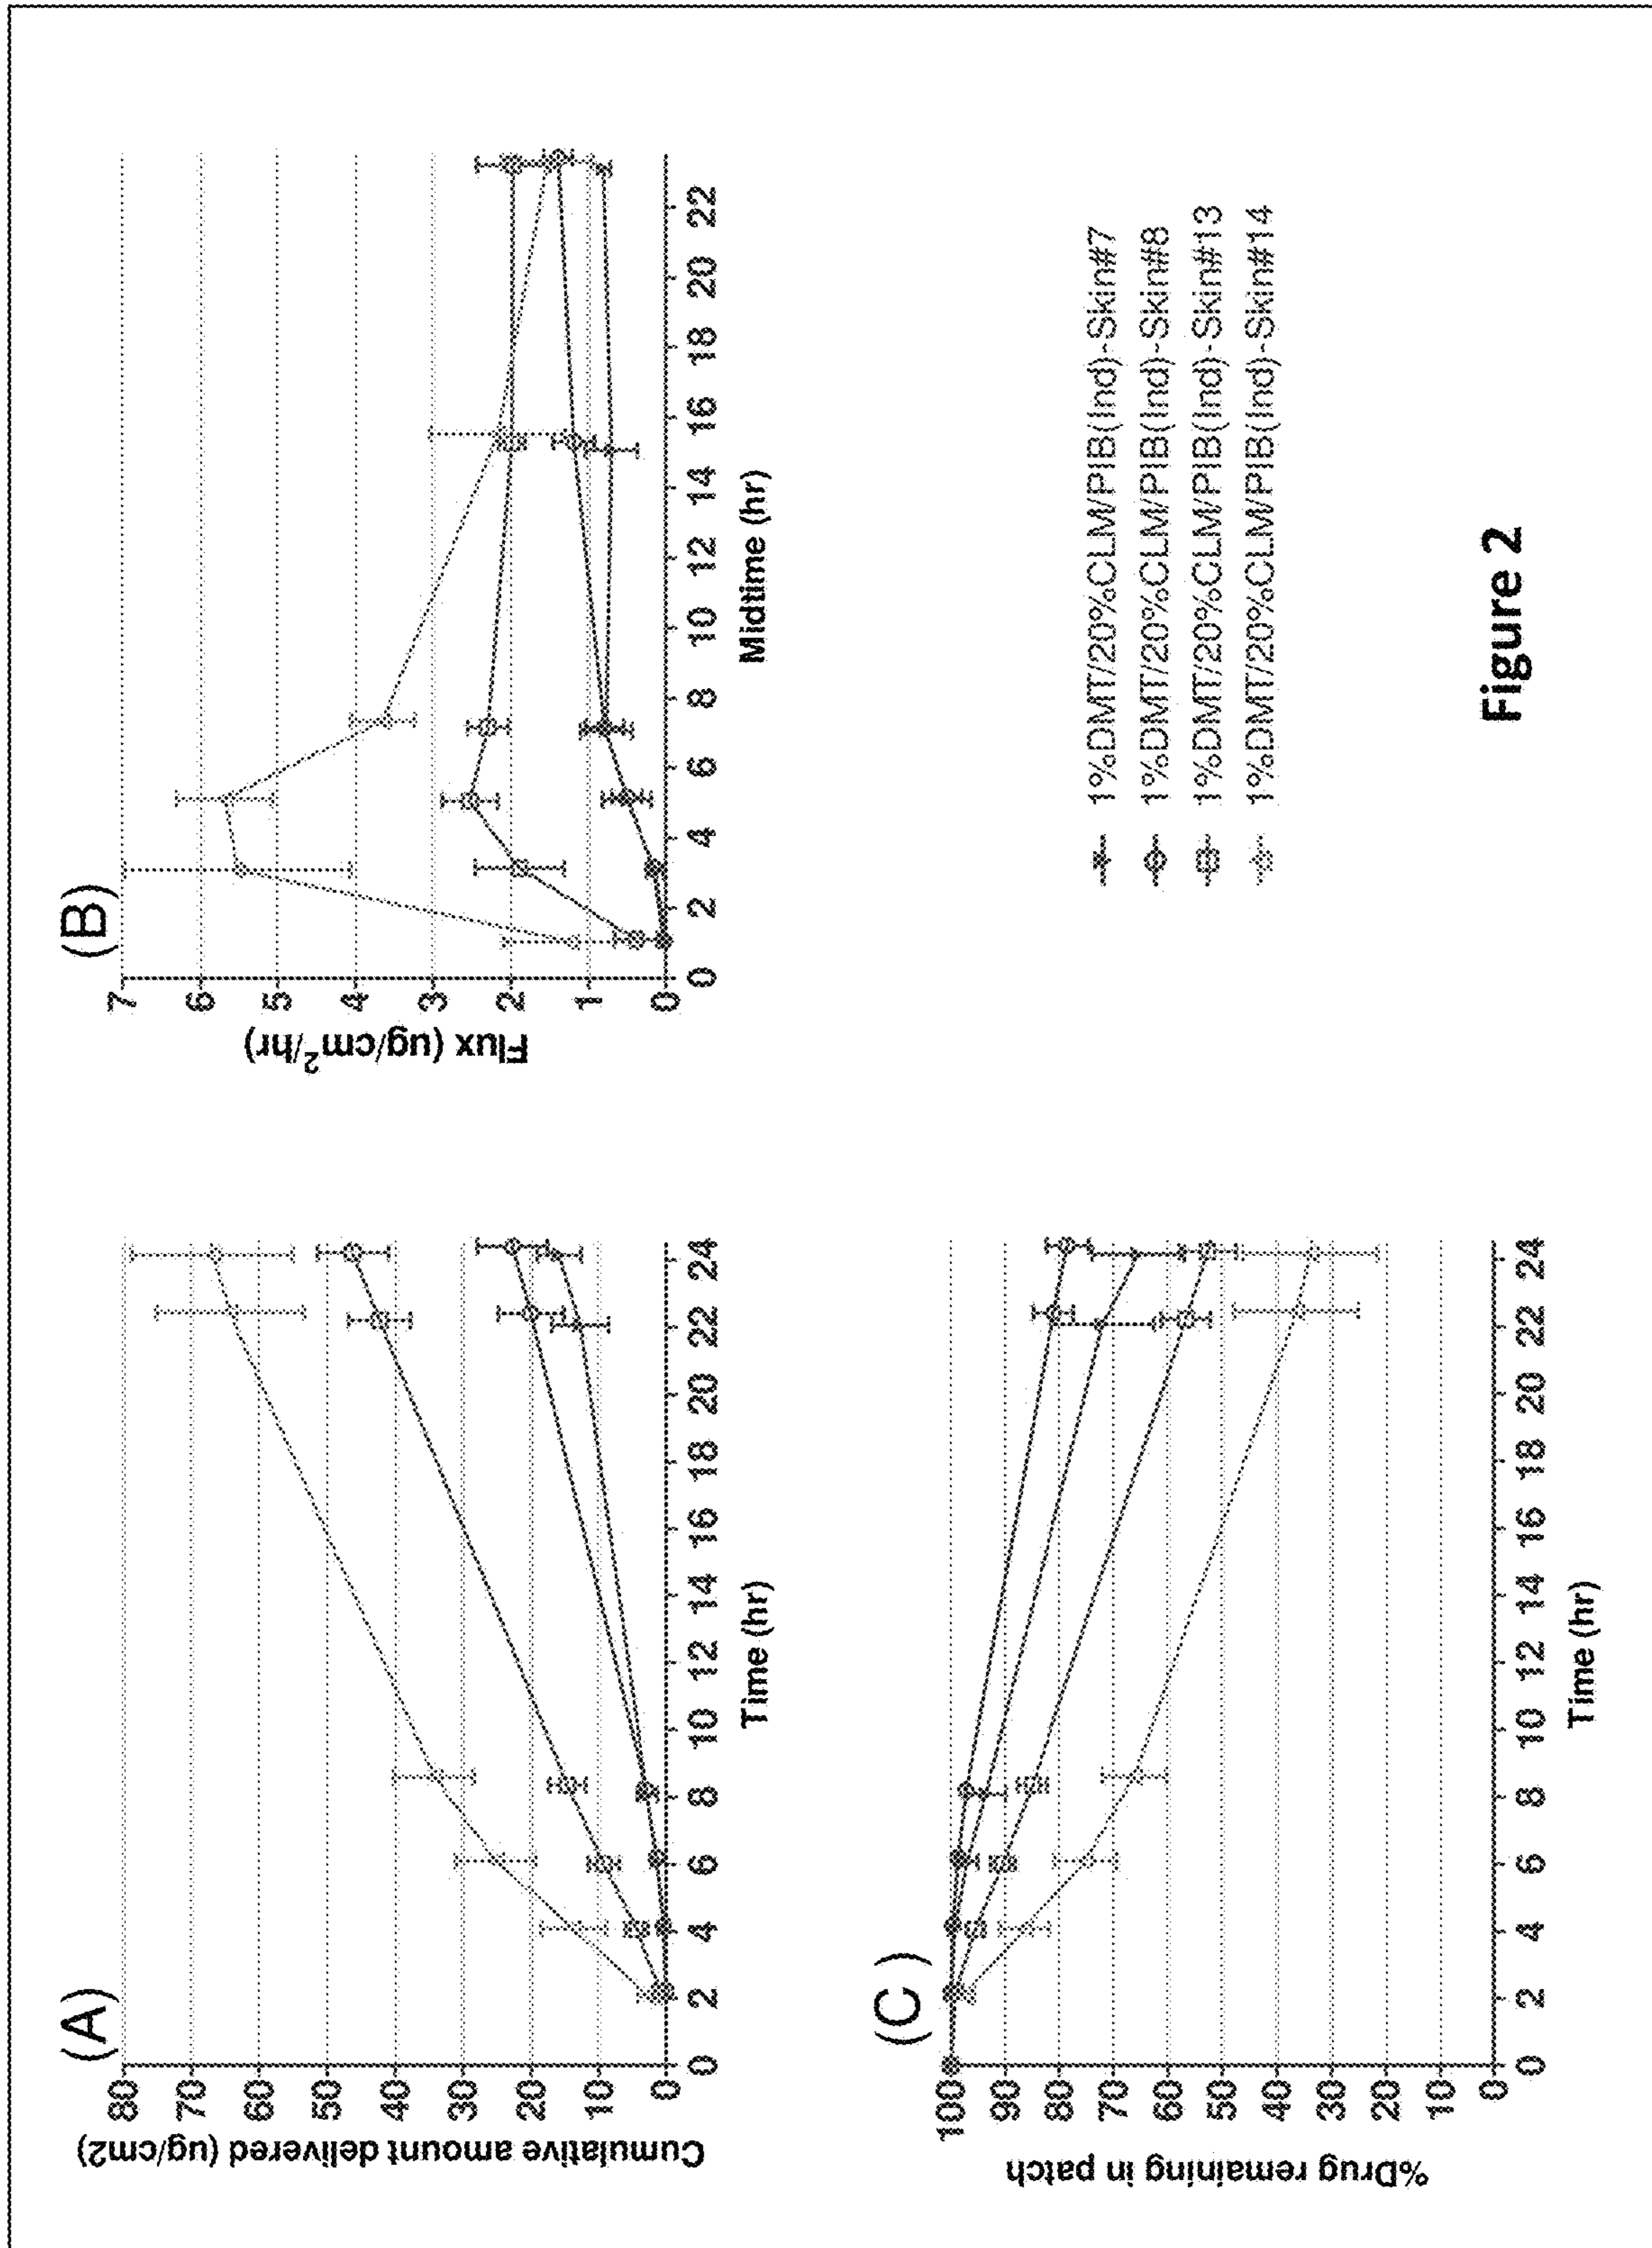 (A)
Cumulative amount delivered (ug/cm2)
80
70
60
50
40
30
20
10
0
0 2 4 6 8 10 12 14 16 18 20 22 24
Time (hr)
(B)
Flux (ug/cm²/hr)
7
6
5
4
3
2
1
0
0 2 4 6 8 10 12 14 16 18 20 22
Midtime (hr)
(C )
%Drug remaining in patch
100
90
80
70
60
50
40
30
20
10
0
0 2 4 6 8 10 12 14 16 18 20 22 24
Time (hr)
1%DMT/20%CLM/PIB(Ind)-Skin#7
1%DMT/20%CLM/PIB(Ind)-Skin#8
1%DMT/20%CLM/PIB(Ind)-Skin#13
1%DMT/20%CLM/PIB(Ind)-Skin#14
Figure 2